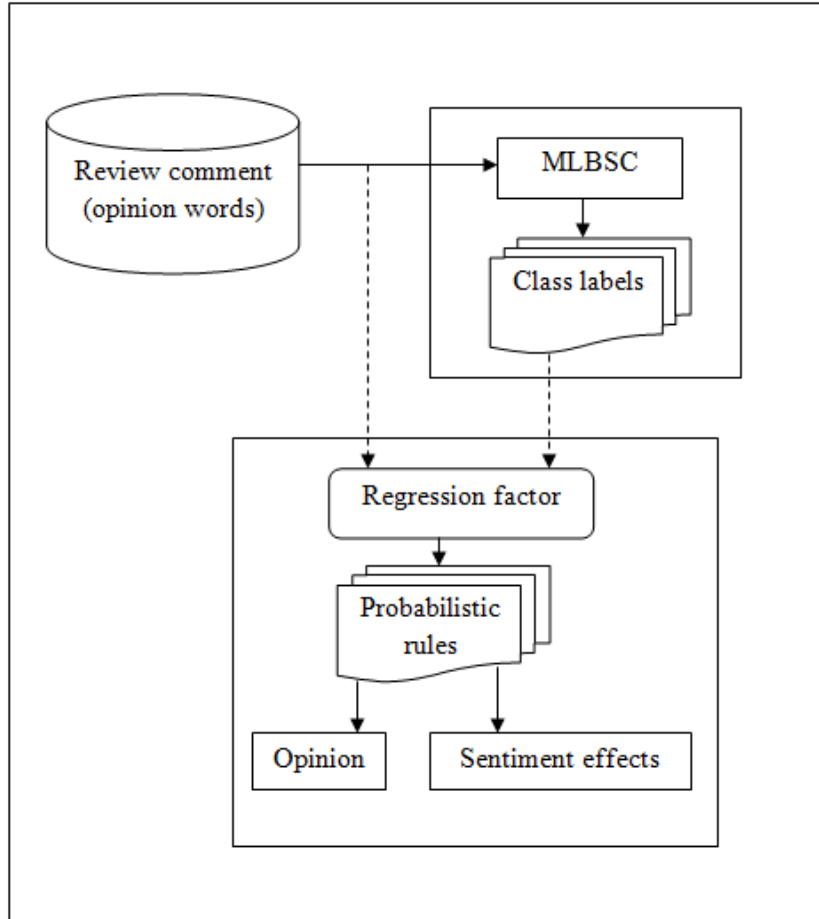 Review comment
(opinion words)
MLBSC
Class labels
Regression factor
Probabilistic
rules
Opinion
Sentiment effects